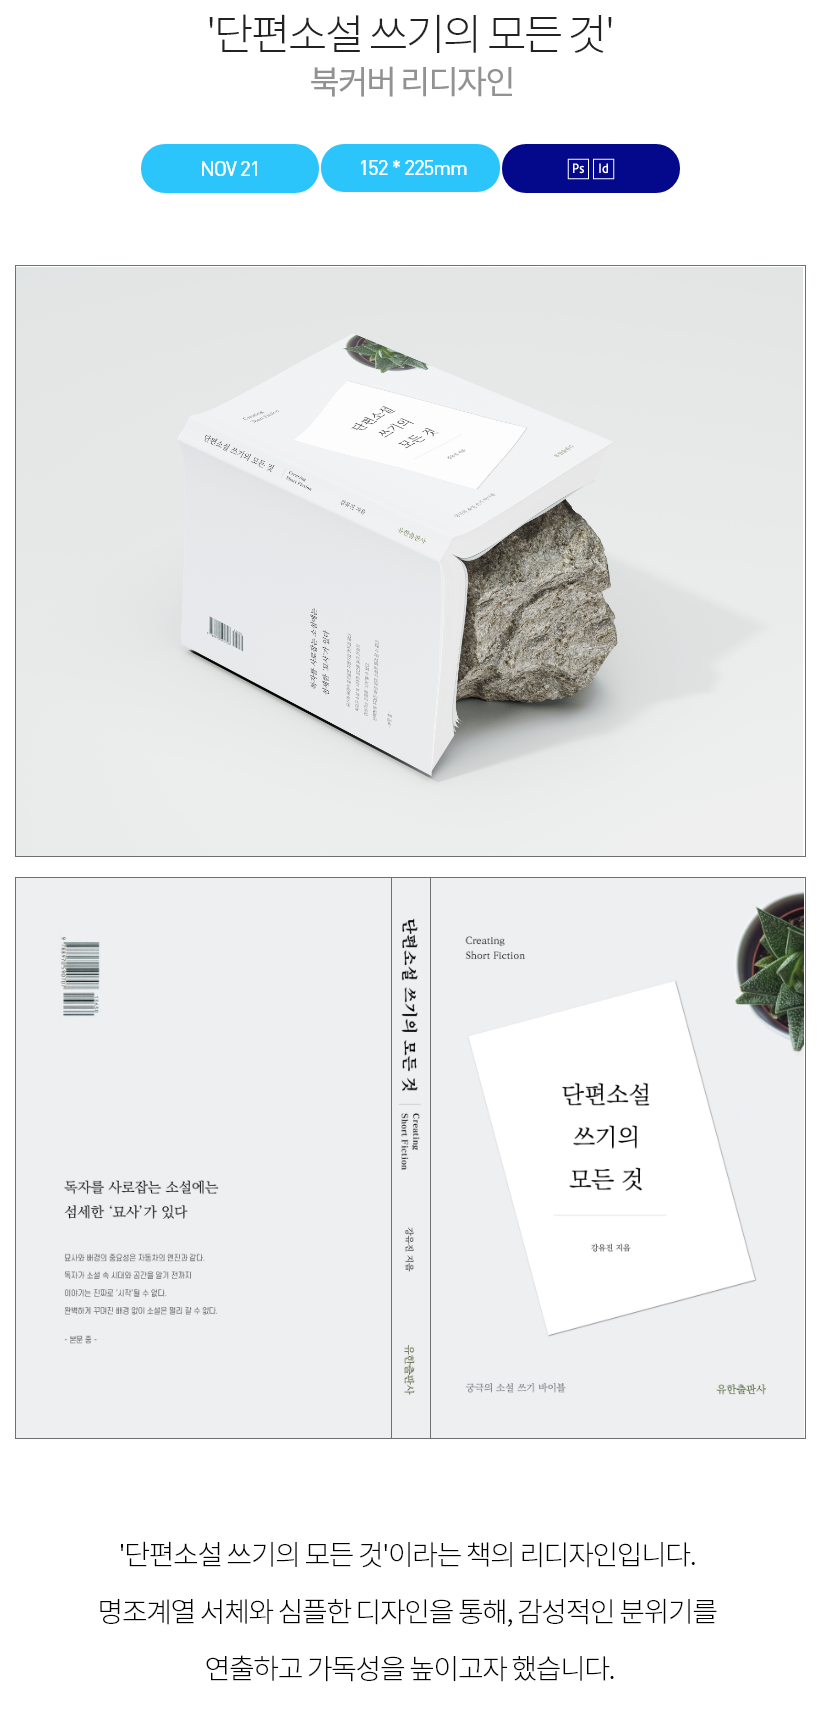 '단편소설 쓰기의 모든 것'
북커버 리디자인
NOV 21
152 * 225mm
Ps Id
단편소설
쓰기의
모든 것
Creating
Short Fiction
단편소설 쓰기의 모든 것
Creating
Short Fiction
강유진 지음
유한출판사
독자를 사로잡는 소설에는
섬세한 '묘사'가 있다
묘사와 배경의 중요성은 자동차의 엔진과 같다.
독자가 소설 속 시대와 공간을 알기 전까지
이야기는 진짜로 '시작'될 수 없다.
완벽하게 꾸며진 배경 없이 소설은 멀리 갈 수 없다.
- 본문 중 -
단편소설 쓰기의 모든 것
Creating
Short Fiction
강유진 지음
유한출판사
Creating
Short Fiction
단편소설
쓰기의
모든 것
강유진 지음
궁극의 소설 쓰기 바이블
유한출판사
'단편소설 쓰기의 모든 것'이라는 책의 리디자인입니다.
명조계열 서체와 심플한 디자인을 통해, 감성적인 분위기를
연출하고 가독성을 높이고자 했습니다.